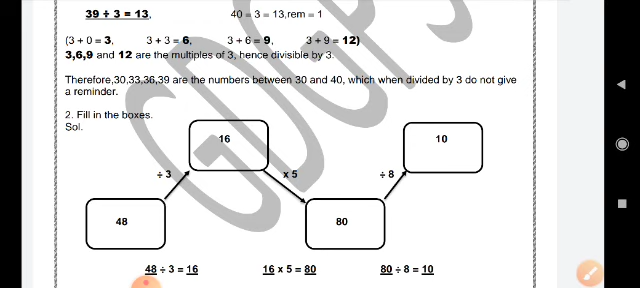 39 ÷ 3 = 13, 40 ÷ 3 = 13,rem = 1
(3 + 0 = 3, 3 + 3 = 6, 3 + 6 = 9, 3 + 9 = 12)
3,6,9 and 12 are the multiples of 3, hence divisible by 3.
Therefore,30,33,36,39 are the numbers between 30 and 40, which when divided by 3 do not give
a reminder.
2. Fill in the boxes.
Sol.
16 10
÷ 3 x 5 ÷ 8
48 80
48 ÷ 3 = 16 16 x 5 = 80 80 ÷ 8 = 10